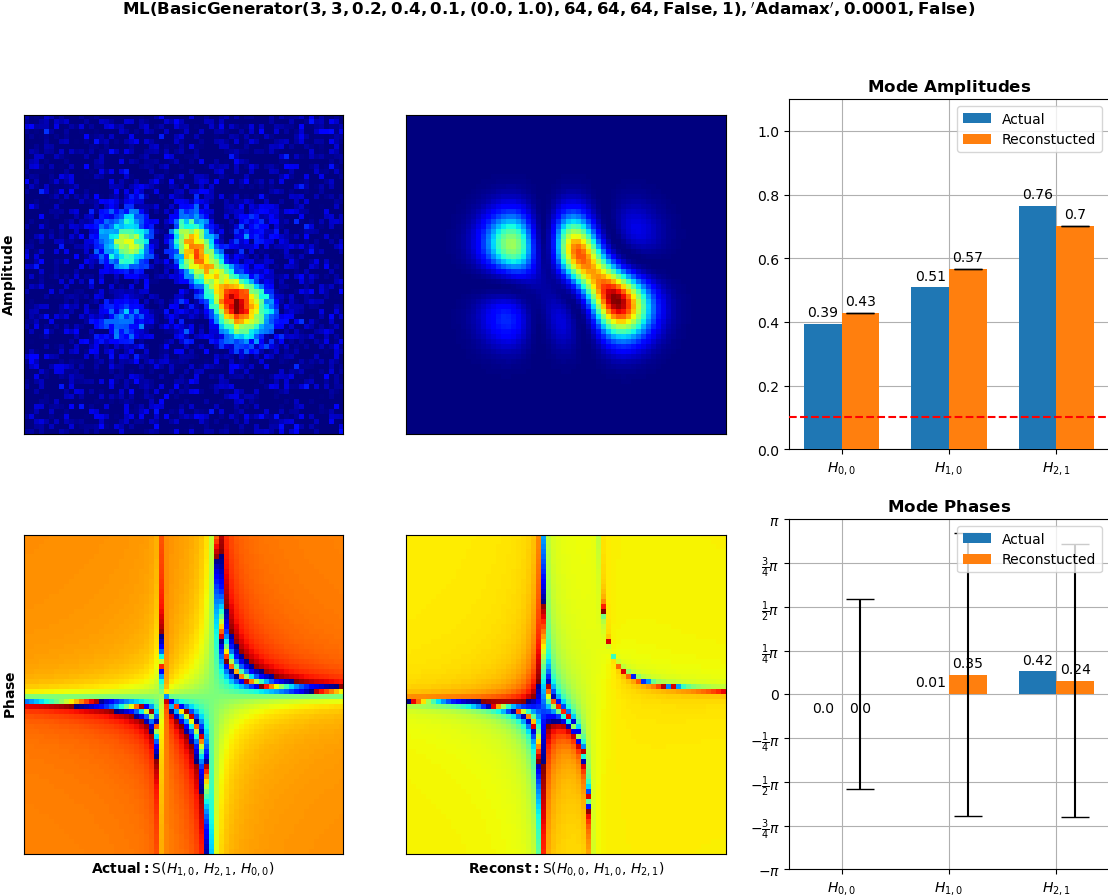 ML(BasicGenerator(3, 3, 0.2, 0.4, 0.1, (0.0, 1.0), 64, 64, 64, False, 1), 'Adamax', 0.0001, False)
Mode Amplitudes
Amplitude
1.0
0.8
0.6
0.4
0.2
0.0
Actual
Reconstucted
0.39
0.43
0.51
0.57
0.76
0.7
H0,0
H1,0
H2,1
Mode Phases
Phase
π
3/4π
1/2π
1/4π
0
−1/4π
−1/2π
−3/4π
−π
Actual
Reconstucted
0.0
0.0
0.01
0.35
0.42
0.24
H0,0
H1,0
H2,1
Actual: S(H1,0, H2,1, H0,0)
Reconst: S(H0,0, H1,0, H2,1)